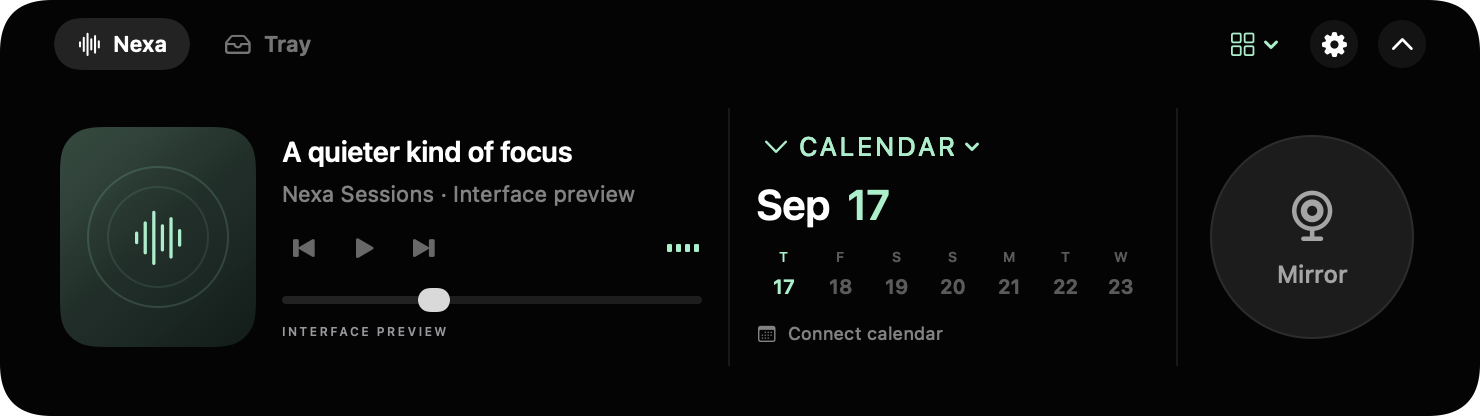 Nexa
Tray
A quieter kind of focus
Nexa Sessions · Interface preview
INTERFACE PREVIEW
CALENDAR
Sep 17
T F S S M T W
17 18 19 20 21 22 23
Connect calendar
Mirror